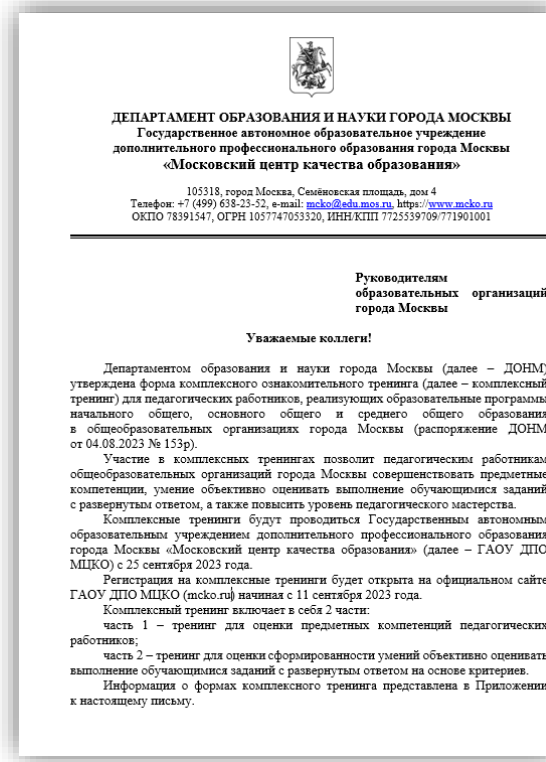 ДЕПАРТАМЕНТ ОБРАЗОВАНИЯ И НАУКИ ГОРОДА МОСКВЫ
Государственное автономное образовательное учреждение
дополнительного профессионального образования города Москвы
«Московский центр качества образования»
105318, город Москва, Семёновская площадь, дом 4
Телефон: +7 (499) 638-23-52, e-mail: mcko@edu.mos.ru, https://www.mcko.ru
ОКПО 78391547, ОГРН 1057747053320, ИНН/КПП 7725539709/771901001
Руководителям
образовательных организаций
города Москвы
Уважаемые коллеги!
Департаментом образования и науки города Москвы (далее – ДОНМ)
утверждена форма комплексного ознакомительного тренинга (далее – комплексный
тренинг) для педагогических работников, реализующих образовательные программы
начального общего, основного общего и среднего общего образования
в общеобразовательных организациях города Москвы (распоряжение ДОНМ
от 04.08.2023 № 153р).
Участие в комплексных тренингах позволит педагогическим работникам
общеобразовательных организаций города Москвы совершенствовать предметные
компетенции, умение объективно оценивать выполнение обучающимися заданий
с развернутым ответом, а также повысить уровень педагогического мастерства.
Комплексные тренинги будут проводиться Государственным автономным
образовательным учреждением дополнительного профессионального образования
города Москвы «Московский центр качества образования» (далее – ГАОУ ДПО
МЦКО) с 25 сентября 2023 года.
Регистрация на комплексные тренинги будет открыта на официальном сайте
ГАОУ ДПО МЦКО (mcko.ru) начиная с 11 сентября 2023 года.
Комплексный тренинг включает в себя 2 части:
часть 1 – тренинг для оценки предметных компетенций педагогических
работников;
часть 2 – тренинг для оценки сформированности умений объективно оценивать
выполнение обучающимися заданий с развернутым ответом на основе критериев.
Информация о формах комплексного тренинга представлена в Приложении
к настоящему письму.